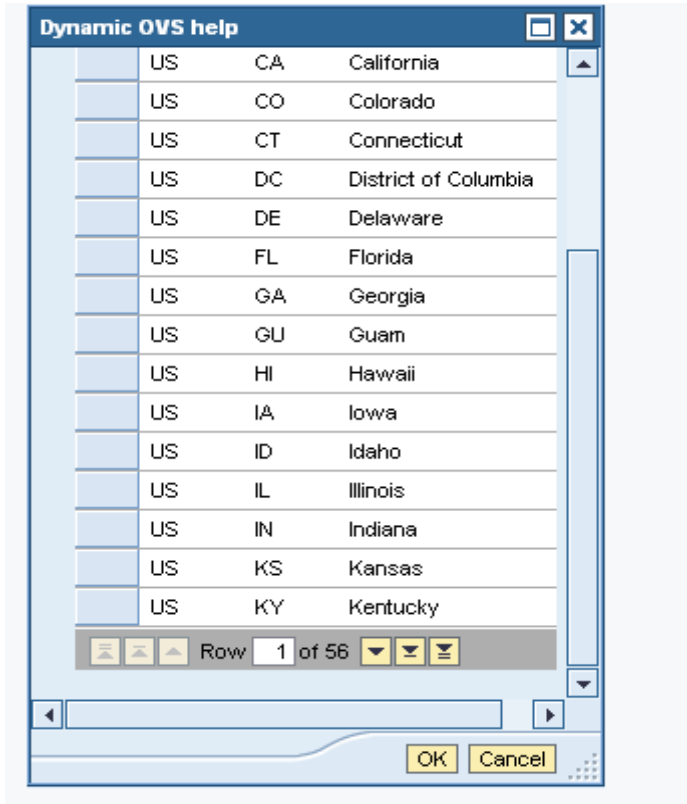 Dynamic OVS help
US CA California
US CO Colorado
US CT Connecticut
US DC District of Columbia
US DE Delaware
US FL Florida
US GA Georgia
US GU Guam
US HI Hawaii
US IA Iowa
US ID Idaho
US IL Illinois
US IN Indiana
US KS Kansas
US KY Kentucky
Row 1 of 56
OK Cancel